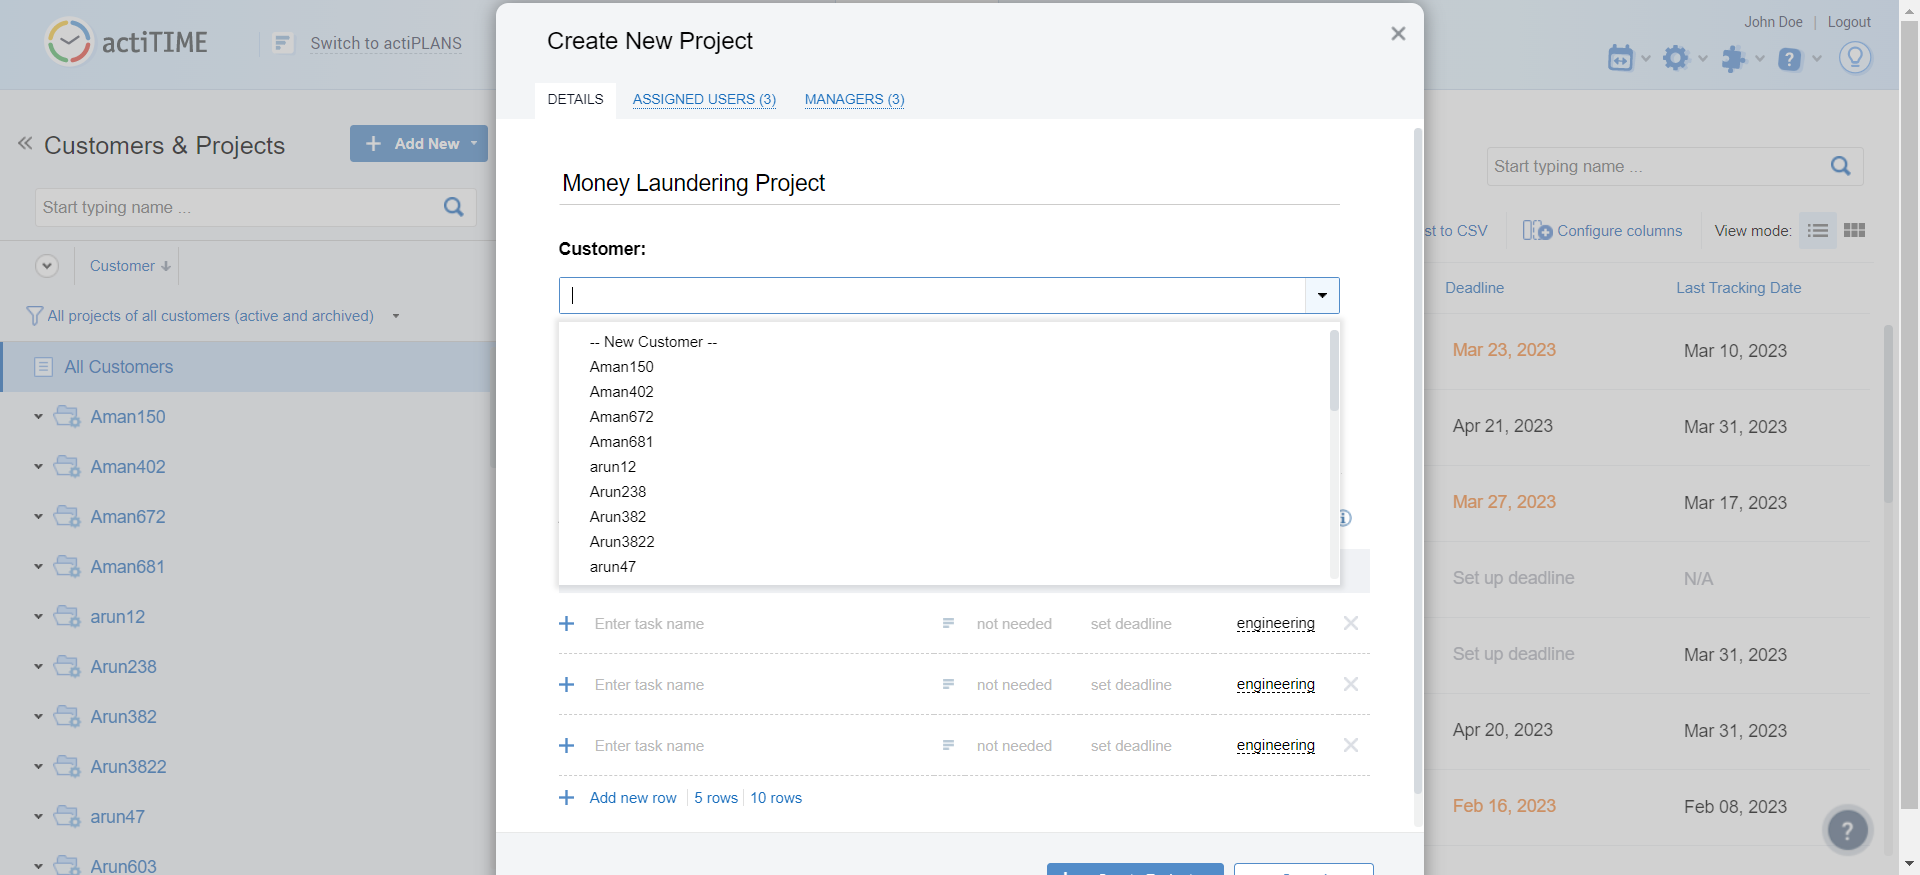 actiTIME
Switch to actiPLANS
John Doe
Logout
Customers & Projects
Add New
Start typing name ...
Customer
All projects of all customers (active and archived)
All Customers
Aman150
Aman402
Aman672
Aman681
arun12
Arun238
Arun382
Arun3822
arun47
Arun603
Create New Project
DETAILS
ASSIGNED USERS (3)
MANAGERS (3)
Money Laundering Project
Customer:
-- New Customer --
Aman150
Aman402
Aman672
Aman681
arun12
Arun238
Arun382
Arun3822
arun47
Enter task name not needed set deadline engineering
Enter task name not needed set deadline engineering
Enter task name not needed set deadline engineering
Add new row 5 rows 10 rows
Start typing name ...
st to CSV
Configure columns
View mode:
Deadline Last Tracking Date
Mar 23, 2023 Mar 10, 2023
Apr 21, 2023 Mar 31, 2023
Mar 27, 2023 Mar 17, 2023
Set up deadline N/A
Set up deadline Mar 31, 2023
Apr 20, 2023 Mar 31, 2023
Feb 16, 2023 Feb 08, 2023